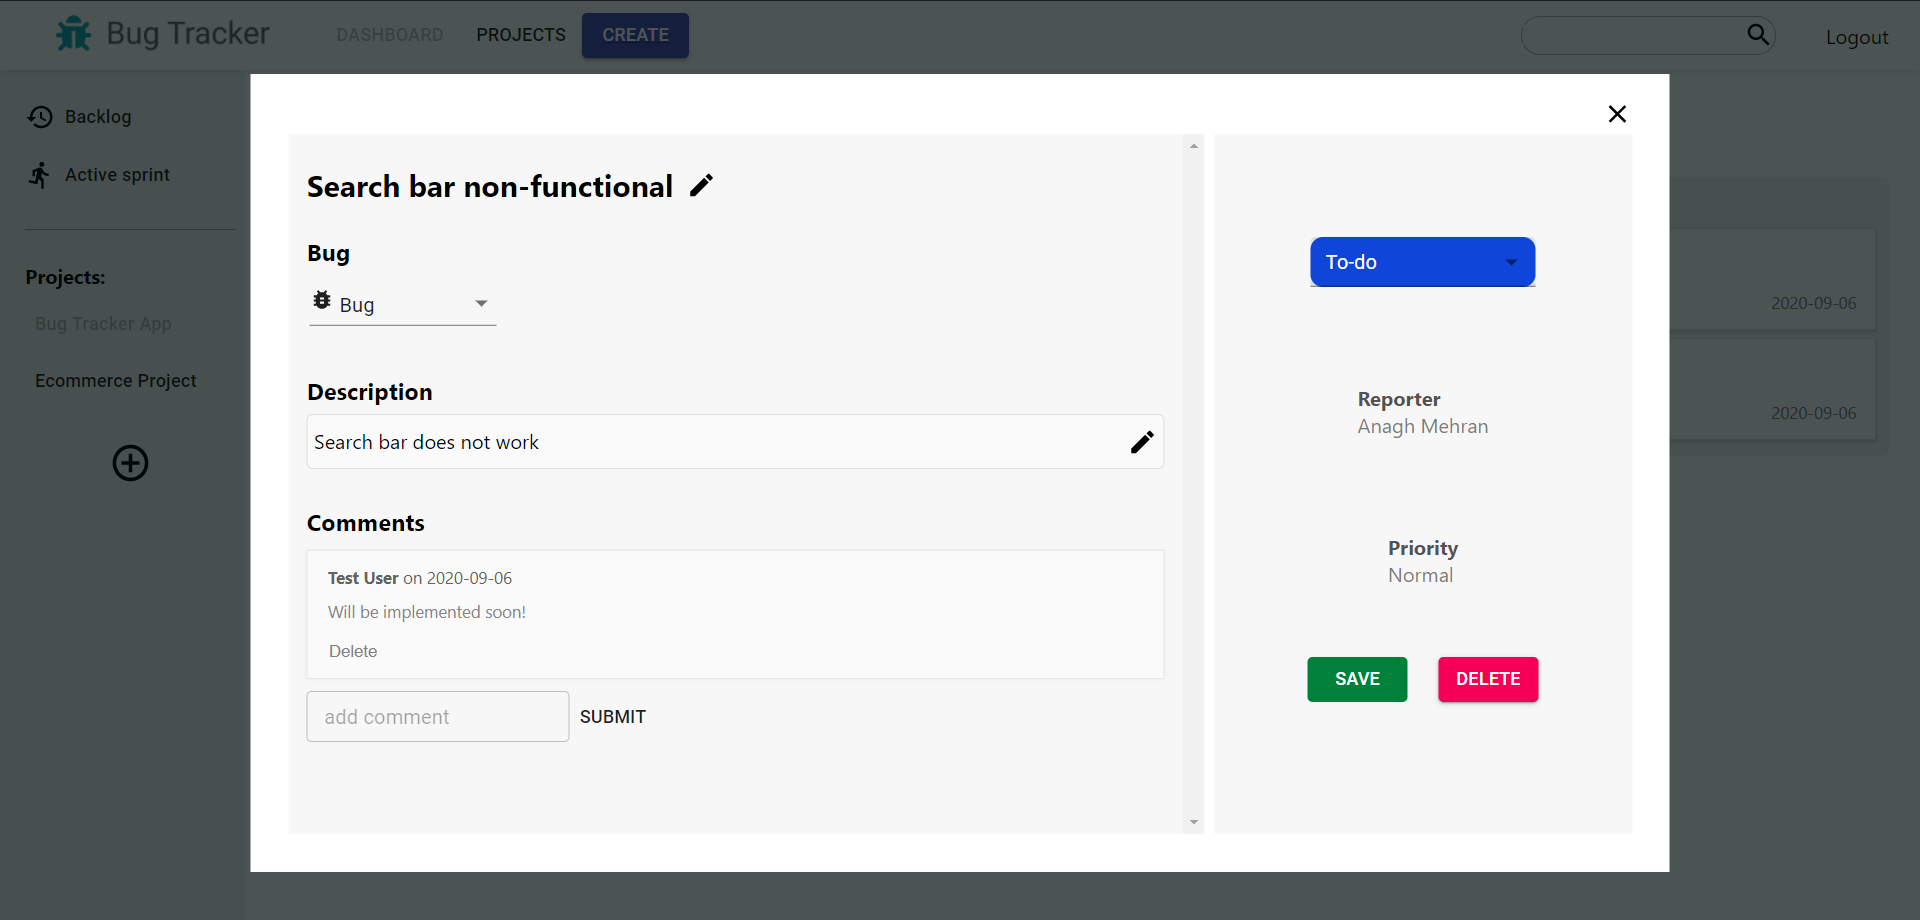 Bug Tracker
DASHBOARD
PROJECTS
CREATE
Logout
Backlog
Active sprint
Projects:
Bug Tracker App
Ecommerce Project
Search bar non-functional
Bug
Bug
Description
Search bar does not work
Comments
Test User on 2020-09-06
Will be implemented soon!
Delete
add comment
SUBMIT
To-do
Reporter
Anagh Mehran
Priority
Normal
SAVE
DELETE
2020-09-06
2020-09-06